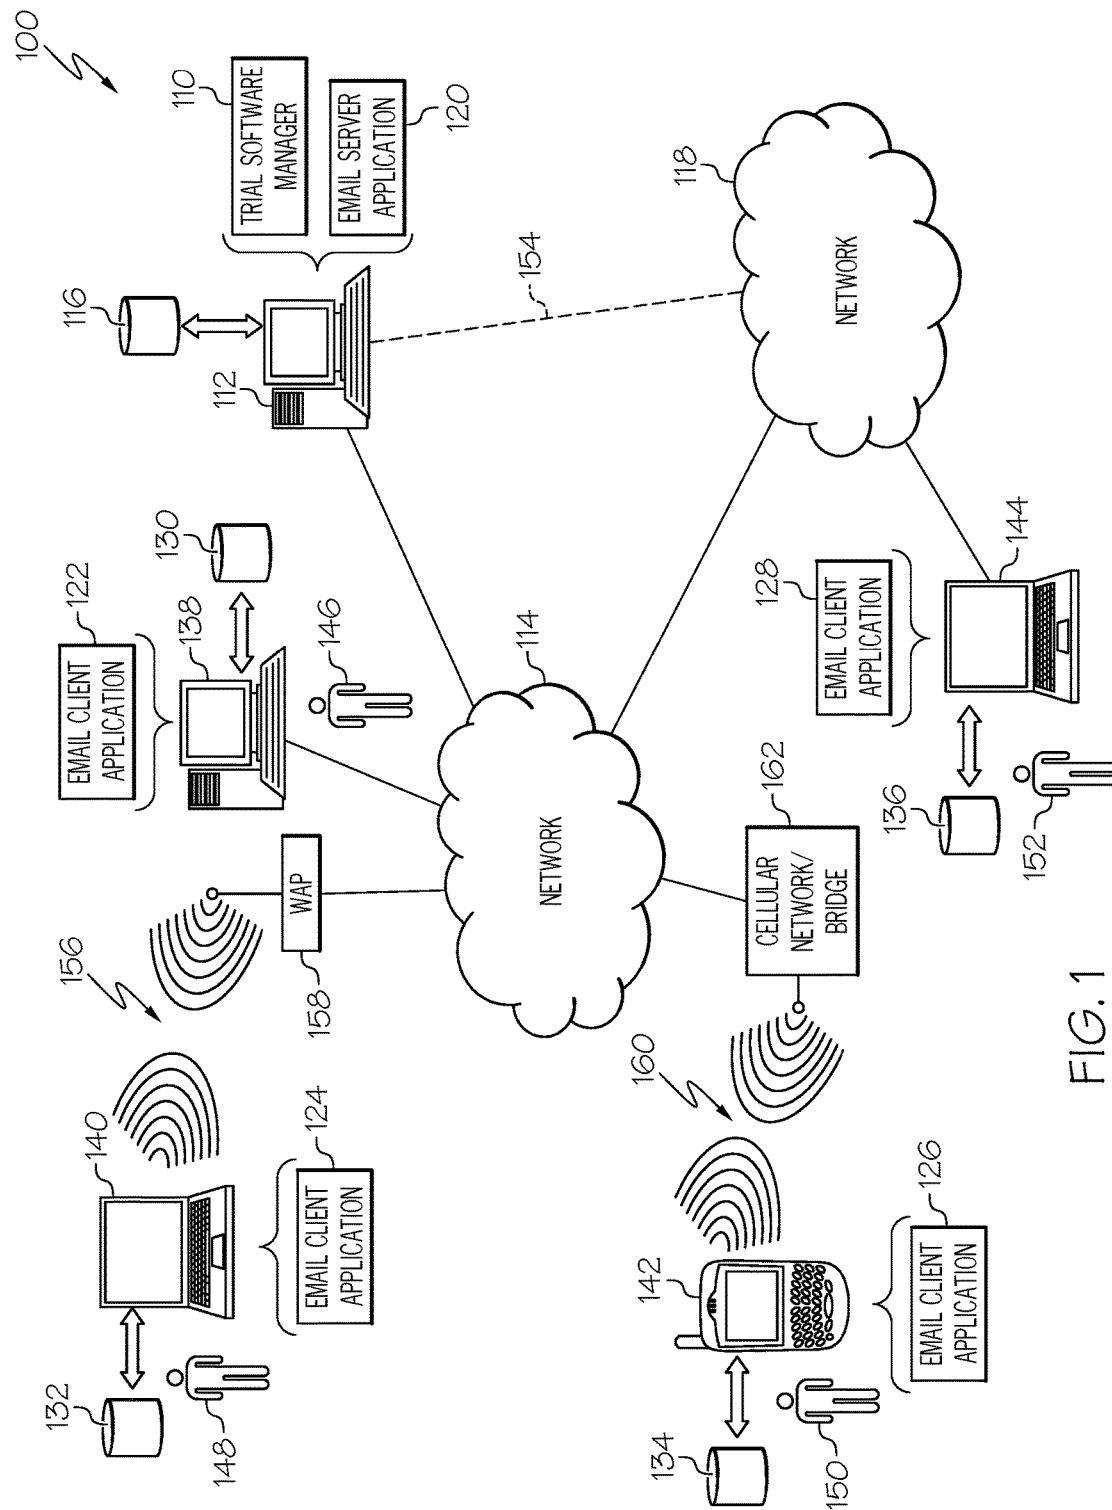 100
132
148
140
156
EMAIL CLIENT
APPLICATION
124
158
WAP
EMAIL CLIENT
APPLICATION
122
138
130
146
116
112
TRIAL SOFTWARE
MANAGER
110
EMAIL SERVER
APPLICATION
120
NETWORK
114
154
118
NETWORK
134
150
142
160
EMAIL CLIENT
APPLICATION
126
CELLULAR
NETWORK/
BRIDGE
162
136
152
EMAIL CLIENT
APPLICATION
128
144
FIG. 1